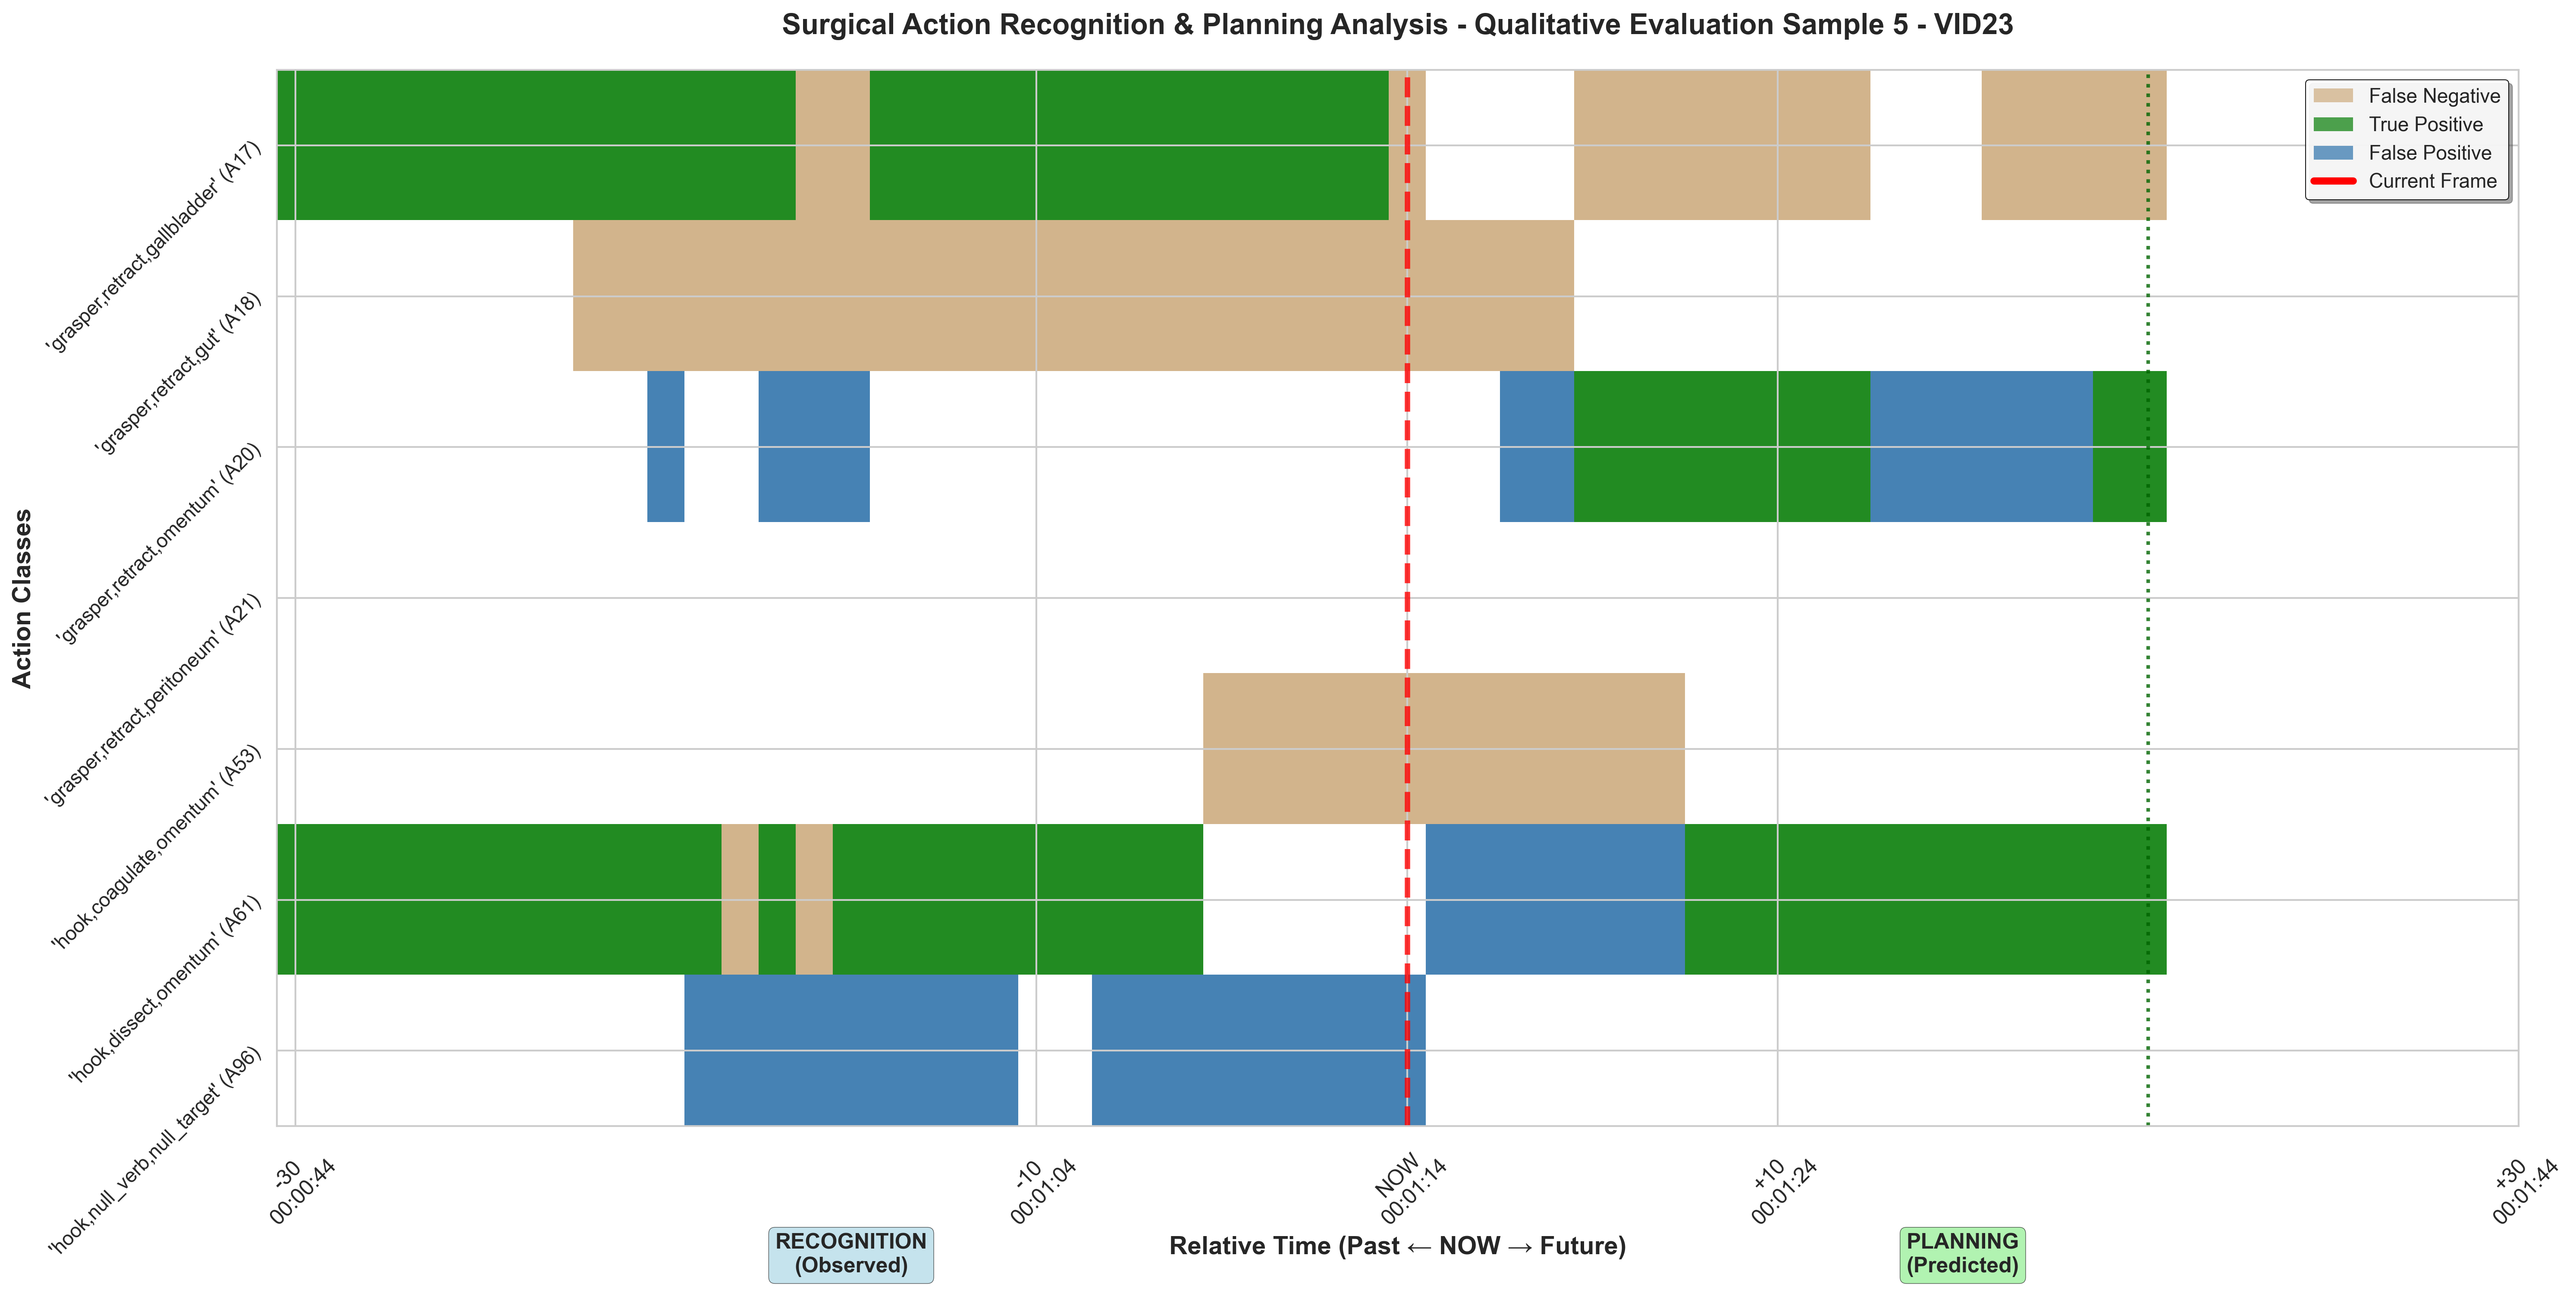 Surgical Action Recognition & Planning Analysis - Qualitative Evaluation Sample 5 - VID23
False Negative
True Positive
False Positive
Current Frame
Action Classes
'grasper,retract,gallbladder' (A17)
'grasper,retract,gut' (A18)
'grasper,retract,omentum' (A20)
'grasper,retract,peritoneum' (A21)
'hook,coagulate,omentum' (A53)
'hook,dissect,omentum' (A61)
'hook,null_verb,null_target' (A96)
-30
00:00:44
-10
00:01:04
NOW
00:01:14
+10
00:01:24
+30
00:01:44
RECOGNITION
(Observed)
Relative Time (Past ← NOW → Future)
PLANNING
(Predicted)